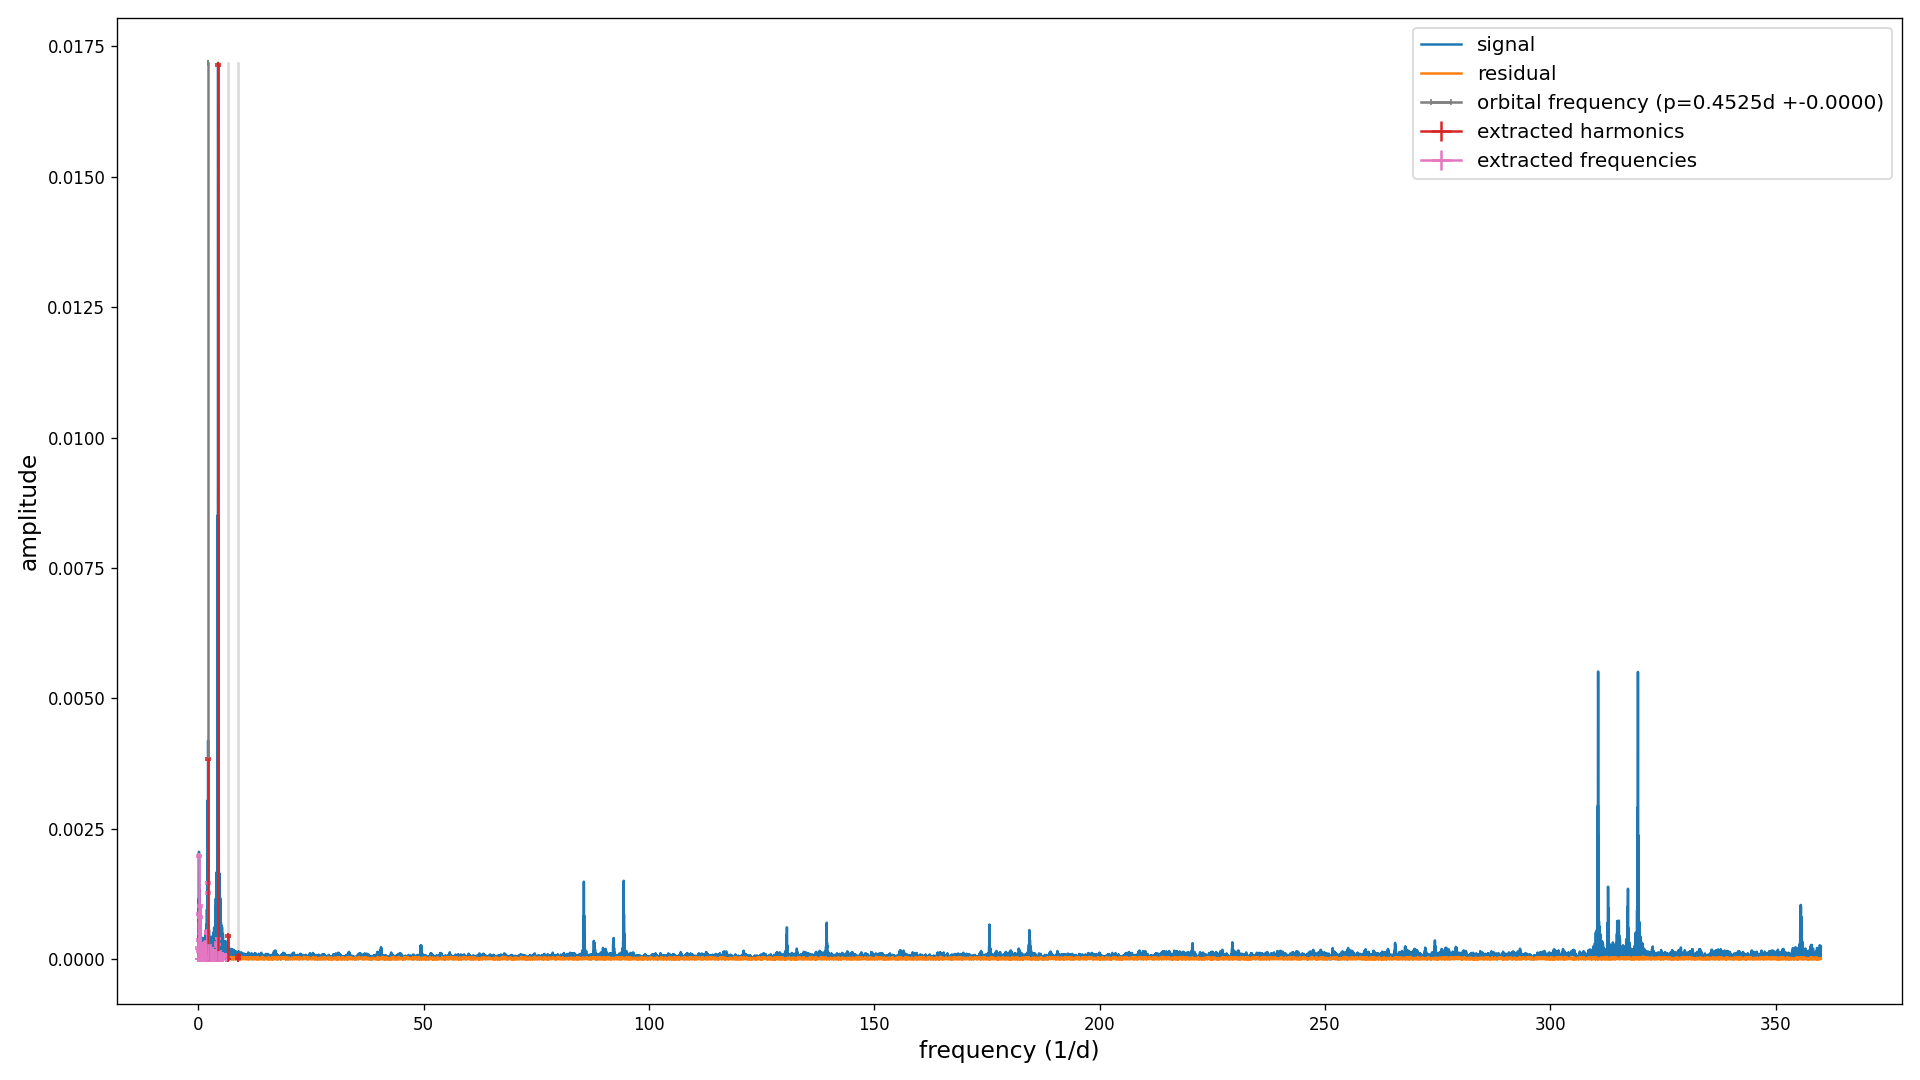 signal
residual
orbital frequency (p=0.4525d +-0.0000)
extracted harmonics
extracted frequencies
amplitude
0.0175
0.0150
0.0125
0.0100
0.0075
0.0050
0.0025
0.0000
0 50 100 150 200 250 300 350
frequency (1/d)